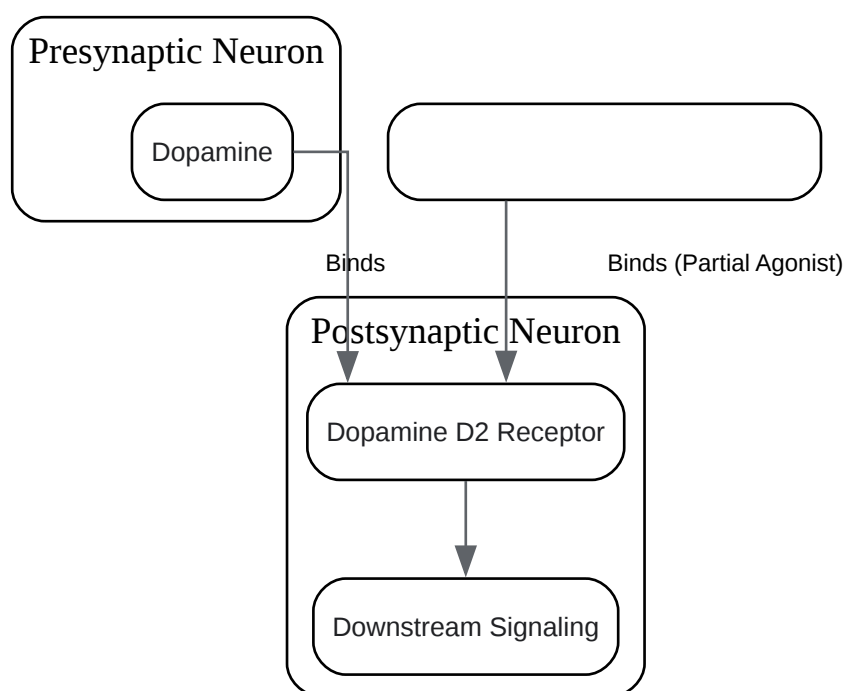 Presynaptic Neuron
Dopamine
Binds
Binds (Partial Agonist)
Postsynaptic Neuron
Dopamine D2 Receptor
Downstream Signaling